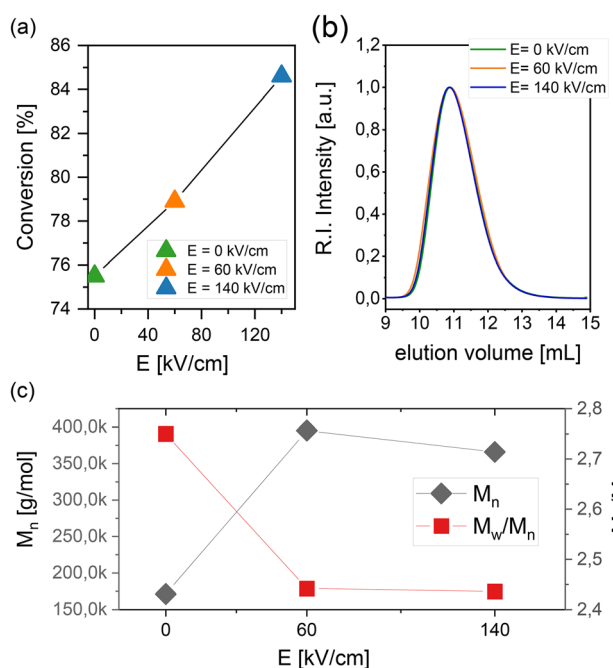 (a)
86
84
82
80
78
76
74
Conversion [%]
0
40
80
120
E [kV/cm]
E = 0 kV/cm
E = 60 kV/cm
E = 140 kV/cm
(b)
1,2
1,0
0,8
0,6
0,4
0,2
0,0
R.I. Intensity [a.u.]
9
10
11
12
13
14
15
elution volume [mL]
E= 0 kV/cm
E= 60 kV/cm
E= 140 kV/cm
(c)
400,0k
350,0k
300,0k
250,0k
200,0k
150,0k
Mn [g/mol]
2,8
2,7
2,6
2,5
2,4
0
60
140
E [kV/cm]
Mn
Mw/Mn